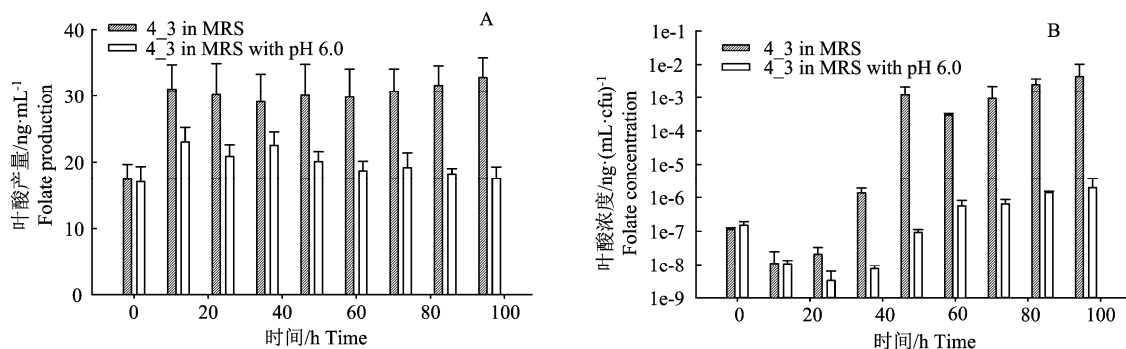 A
4_3 in MRS
4_3 in MRS with pH 6.0
叶酸产量/ng·mL⁻¹
Folate production
40
30
20
10
0
0 20 40 60 80 100
时间/h Time
B
4_3 in MRS
4_3 in MRS with pH 6.0
叶酸浓度/ng·(mL·cfu)⁻¹
Folate concentration
1e-1
1e-2
1e-3
1e-4
1e-5
1e-6
1e-7
1e-8
1e-9
0 20 40 60 80 100
时间/h Time